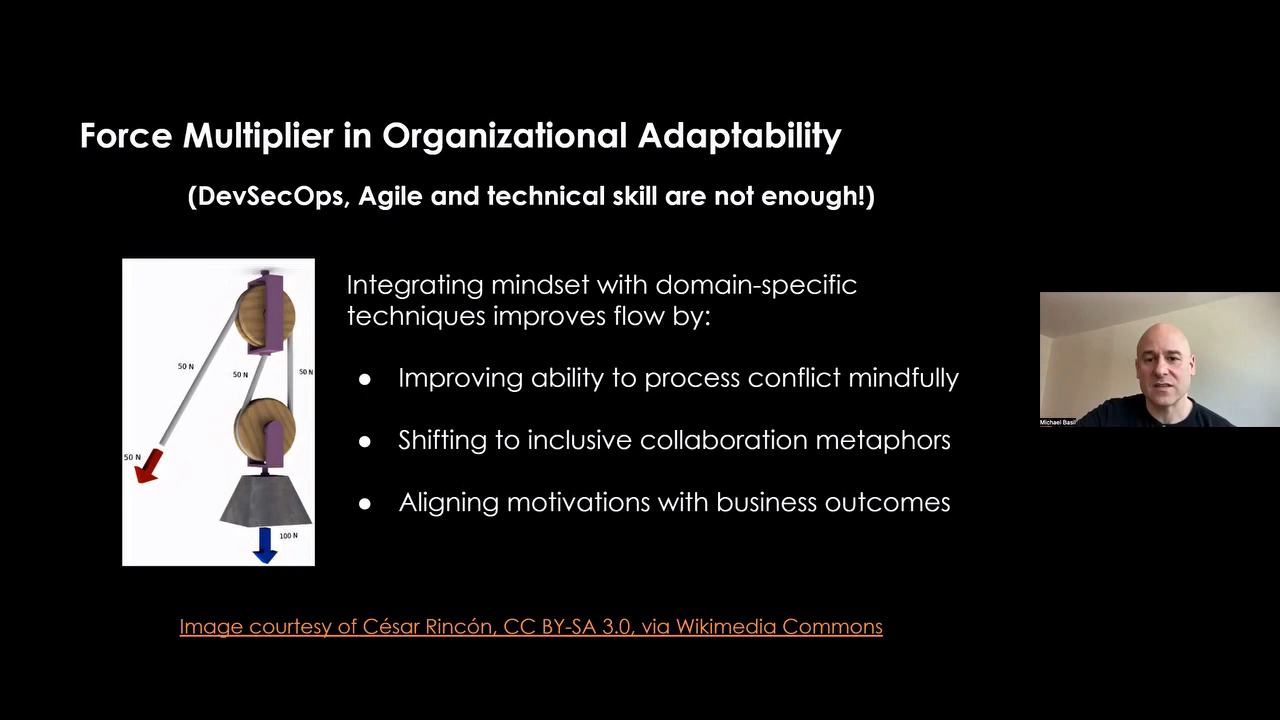 Force Multiplier in Organizational Adaptability
(DevSecOps, Agile and technical skill are not enough!)
50 N
50 N
50 N
50 N
100 N
Integrating mindset with domain-specific
techniques improves flow by:
● Improving ability to process conflict mindfully
● Shifting to inclusive collaboration metaphors
● Aligning motivations with business outcomes
Michael Basil
Image courtesy of César Rincón, CC BY-SA 3.0, via Wikimedia Commons